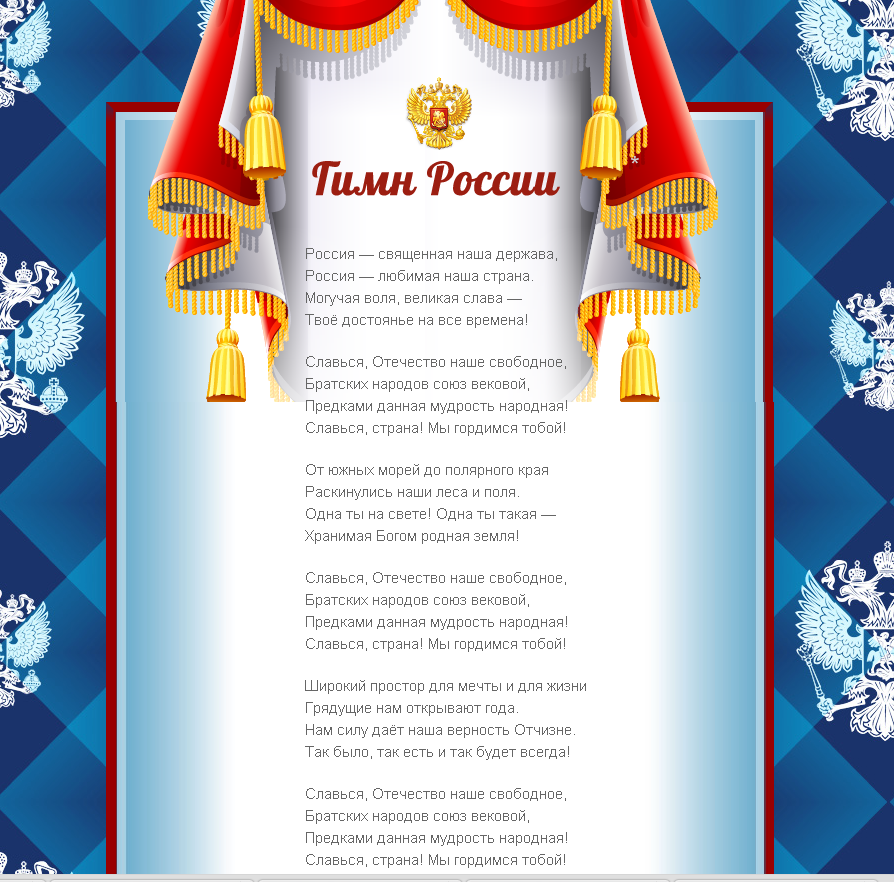 Гимн России
*
Россия — священная наша держава,
Россия — любимая наша страна.
Могучая воля, великая слава —
Твоё достоянье на все времена!
Славься, Отечество наше свободное,
Братских народов союз вековой,
Предками данная мудрость народная!
Славься, страна! Мы гордимся тобой!
От южных морей до полярного края
Раскинулись наши леса и поля.
Одна ты на свете! Одна ты такая —
Хранимая Богом родная земля!
Славься, Отечество наше свободное,
Братских народов союз вековой,
Предками данная мудрость народная!
Славься, страна! Мы гордимся тобой!
Широкий простор для мечты и для жизни
Грядущие нам открывают года.
Нам силу даёт наша верность Отчизне.
Так было, так есть и так будет всегда!
Славься, Отечество наше свободное,
Братских народов союз вековой,
Предками данная мудрость народная!
Славься, страна! Мы гордимся тобой!